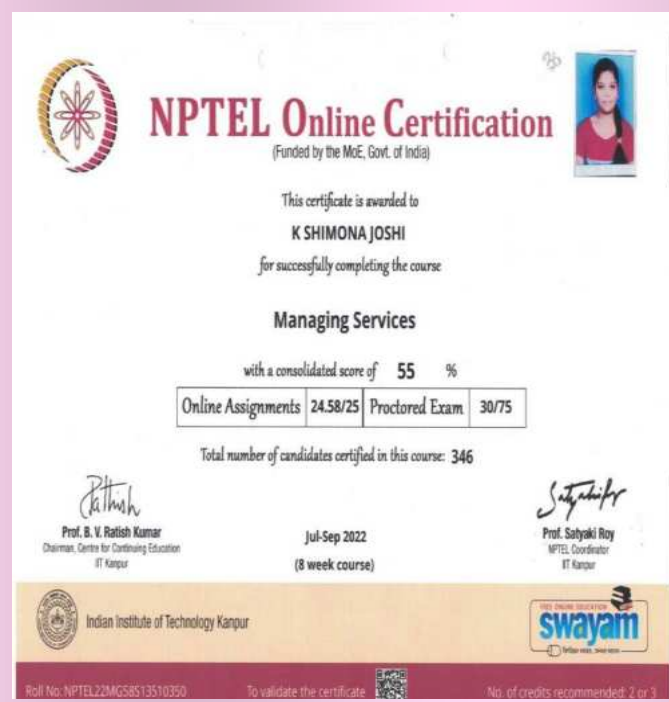 36
NPTEL Online Certification
(Funded by the MoE, Govt. of India)
This certificate is awarded to
K SHIMONA JOSHI
for successfully completing the course
Managing Services
with a consolidated score of 55 %
Online Assignments 24.58/25 Proctored Exam 30/75
Total number of candidates certified in this course: 346
Prof. B. V. Ratish Kumar
Chairman, Centre for Continuing Education
IIT Kanpur
Jul-Sep 2022
(8 week course)
Prof. Satyaki Roy
NPTEL Coordinator
IIT Kanpur
Indian Institute of Technology Kanpur
FREE ONLINE EDUCATION
swayam
Roll No: NPTEL22MG58S13510350 To validate the certificate No. of credits recommended: 2 or 3